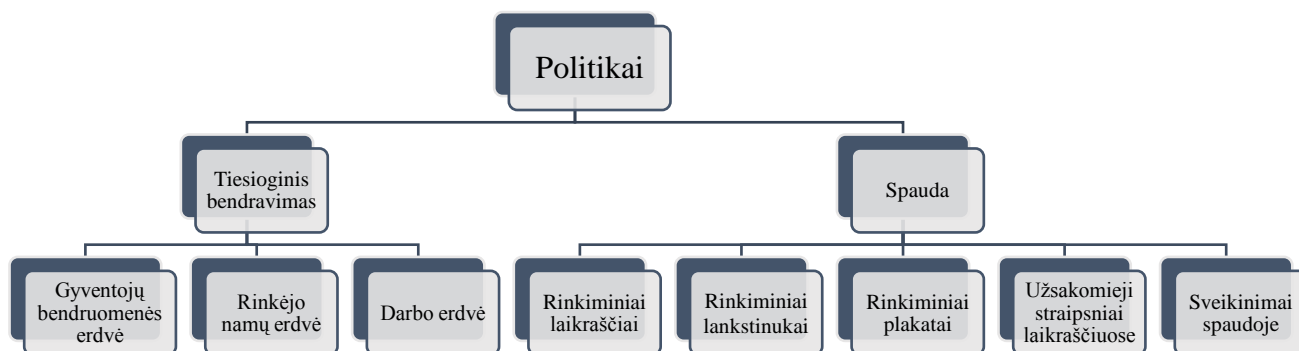 Politikai
Tiesioginis
bendravimas
Spauda
Gyventojų
bendruomenės
erdvė
Rinkėjo
namų erdvė
Darbo erdvė
Rinkiminiai
laikraščiai
Rinkiminiai
lankstinukai
Rinkiminiai
plakatai
Užsakomieji
straipsniai
laikraščiuose
Sveikinimai
spaudoje